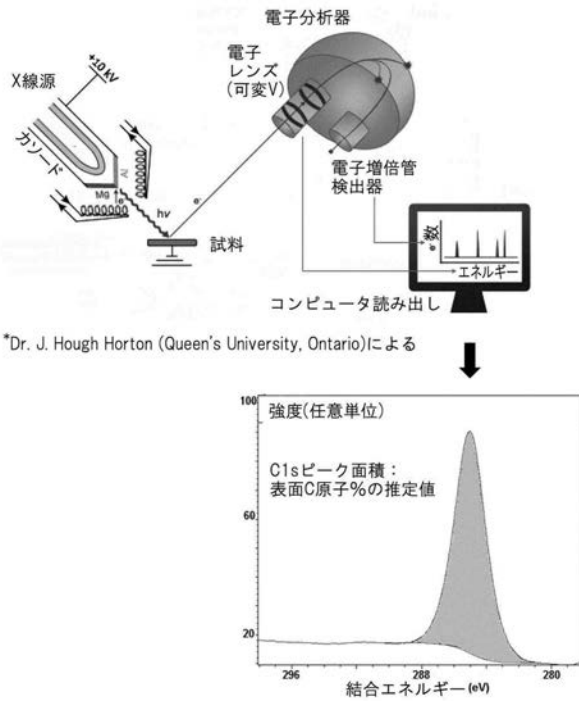 電子分析器
電子
レンズ
(可変V)
+10 kV
X線源
カソード
Al
Mg
e⁻
hν
e⁻
試料
電子増倍管
検出器
e⁻数
エネルギー
コンピュータ読み出し
*Dr. J. Hough Horton (Queen's University, Ontario)による
100
強度(任意単位)
C1sピーク面積：
表面C原子%の推定値
60
20
296
288
280
結合エネルギー(eV)